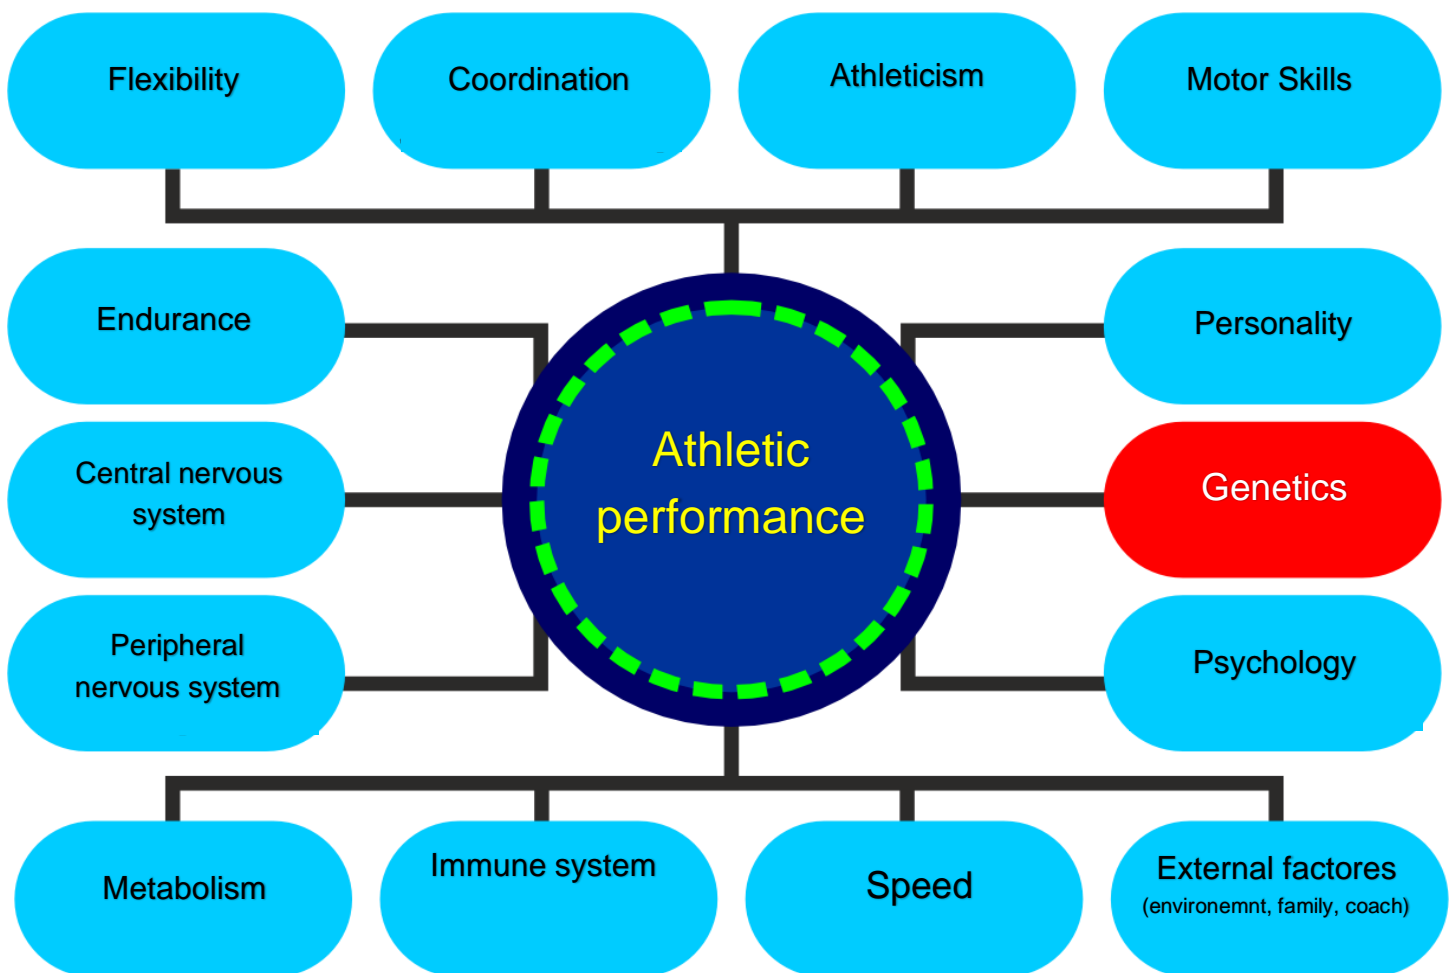 Flexibility
Coordination
Athleticism
Motor Skills
Endurance
Personality
Central nervous
system
Athletic
performance
Genetics
Peripheral
nervous system
Psychology
Metabolism
Immune system
Speed
External factores
(environemnt, family, coach)